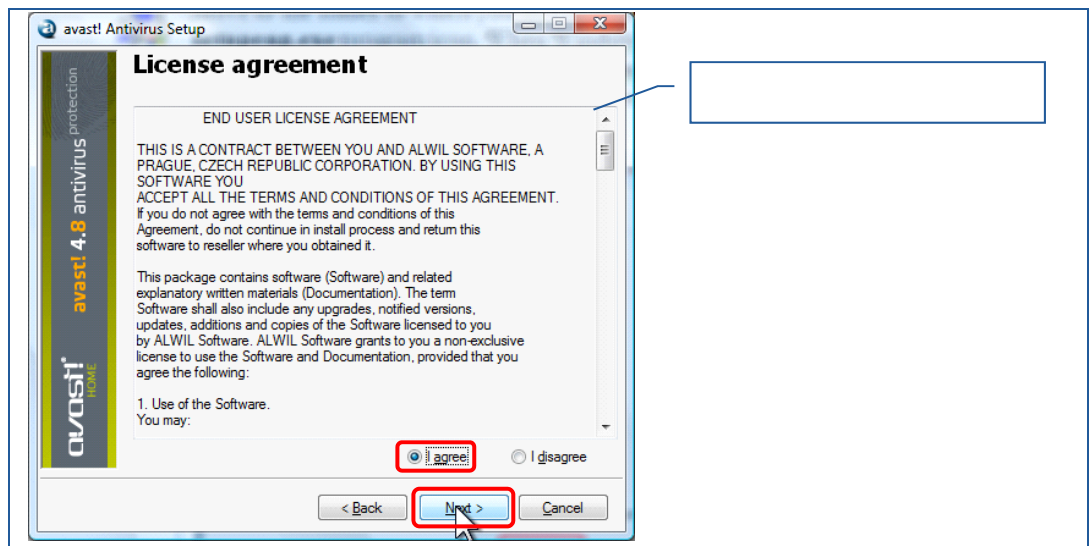 avast! Antivirus Setup
avast! 4.8 antivirus protection
avast!
HOME
License agreement
END USER LICENSE AGREEMENT
THIS IS A CONTRACT BETWEEN YOU AND ALWIL SOFTWARE, A
PRAGUE, CZECH REPUBLIC CORPORATION. BY USING THIS
SOFTWARE YOU
ACCEPT ALL THE TERMS AND CONDITIONS OF THIS AGREEMENT.
If you do not agree with the terms and conditions of this
Agreement, do not continue in install process and return this
software to reseller where you obtained it.
This package contains software (Software) and related
explanatory written materials (Documentation). The term
Software shall also include any upgrades, notified versions,
updates, additions and copies of the Software licensed to you
by ALWIL Software. ALWIL Software grants to you a non-exclusive
license to use the Software and Documentation, provided that you
agree the following:
1. Use of the Software.
You may:
I agree
I disagree
< Back
Next >
Cancel